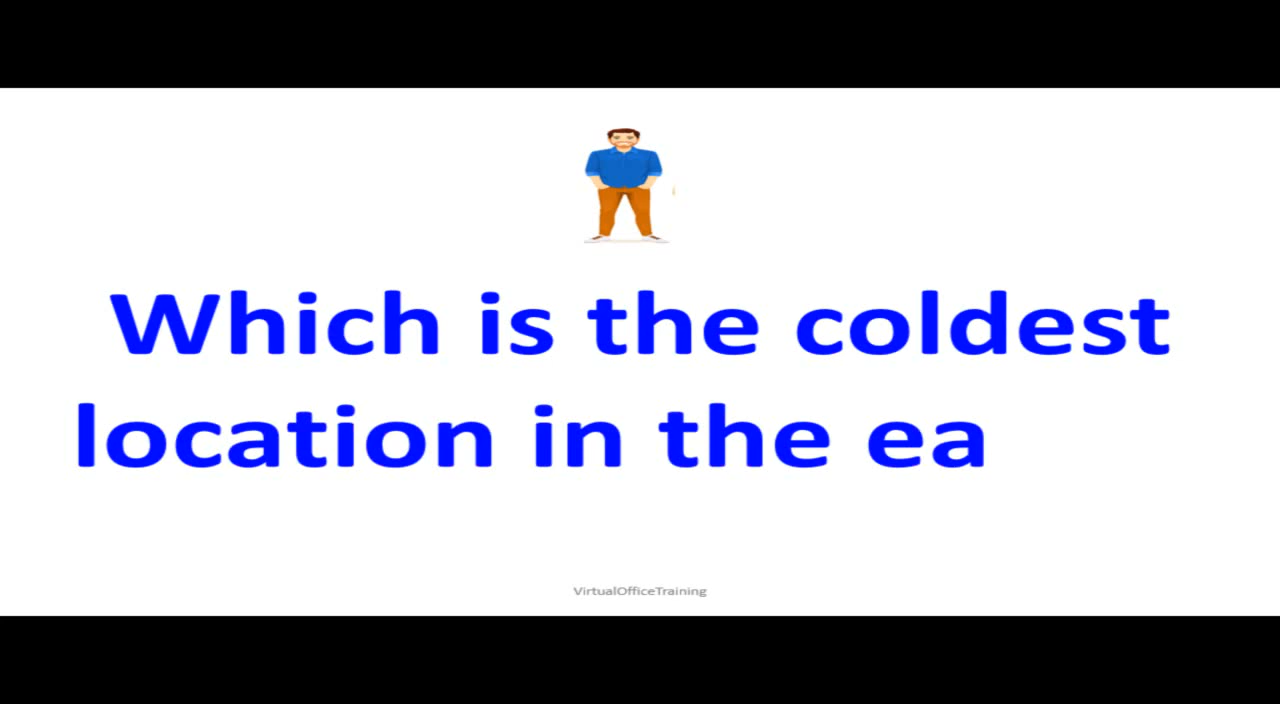 Which is the coldest
location in the ea
VirtualOfficeTraining